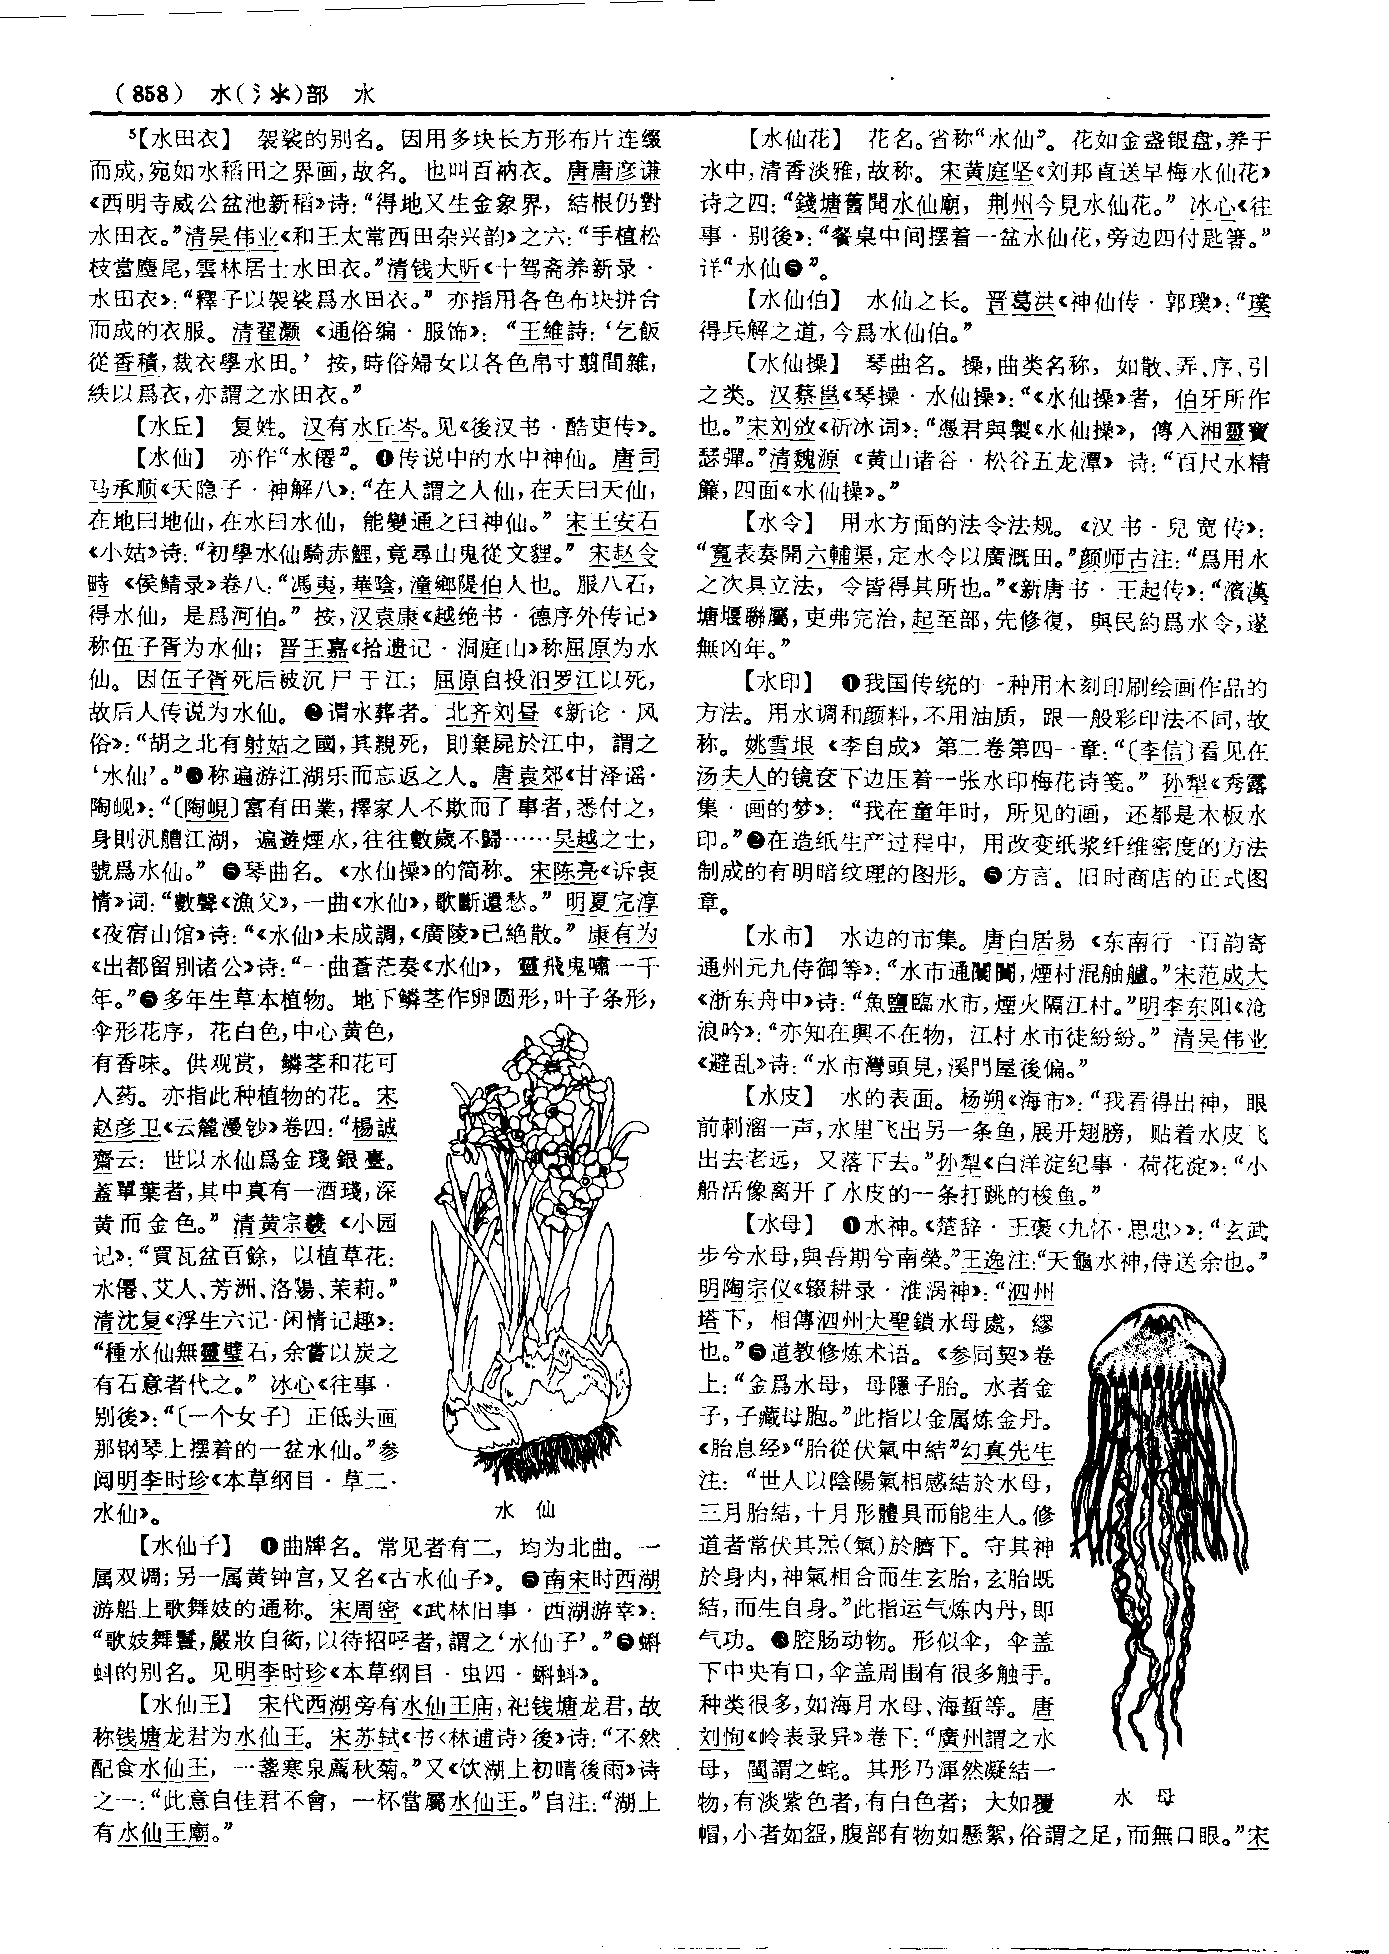 （858） 水(氵氺)部 水
⁵【水田衣】 袈裟的别名。因用多块长方形布片连缀
而成，宛如水稻田之界画，故名。也叫百衲衣。唐唐彦谦
《西明寺威公盆池新稻》诗：“得地又生金象界，結根仍對
水田衣。”清吴伟业《和王太常西田杂兴韵》之六：“手植松
枝當麈尾，雲林居士水田衣。”清钱大昕《十驾斋养新录·
水田衣》：“釋子以袈裟爲水田衣。”亦指用各色布块拼合
而成的衣服。清翟灏《通俗编·服饰》：“王維詩：‘乞飯
從香積，裁衣學水田。’按，時俗婦女以各色帛寸翦間雜，
紩以爲衣，亦謂之水田衣。”
【水丘】 复姓。汉有水丘岑。见《後汉书·酷吏传》。
【水仙】 亦作“水僊”。❶传说中的水中神仙。唐司
马承顺《天隐子·神解八》：“在人謂之人仙，在天曰天仙，
在地曰地仙，在水曰水仙，能變通之曰神仙。”宋王安石
《小姑》诗：“初學水仙騎赤鯉，竟尋山鬼從文貍。”宋赵令
畤《侯鲭录》卷八：“馮夷，華陰，潼鄉隄伯人也。服八石，
得水仙，是爲河伯。”按，汉袁康《越绝书·德序外传记》
称伍子胥为水仙；晋王嘉《拾遗记·洞庭山》称屈原为水
仙。因伍子胥死后被沉尸于江；屈原自投汨罗江以死，
故后人传说为水仙。❷谓水葬者。北齐刘昼《新论·风
俗》：“胡之北有射姑之國，其親死，則棄屍於江中，謂之
‘水仙’。”❸称遍游江湖乐而忘返之人。唐袁郊《甘泽谣·
陶岘》：“〔陶峴〕富有田業，擇家人不欺而了事者，悉付之，
身則汎艚江湖，遍遊煙水，往往數歲不歸……吴越之士，
號爲水仙。”❹琴曲名。《水仙操》的简称。宋陈亮《诉衷
情》词：“數聲《漁父》，一曲《水仙》，歌斷還愁。”明夏完淳
《夜宿山馆》诗：“《水仙》未成調，《廣陵》已絶散。”康有为
《出都留别诸公》诗：“一曲蒼茫奏《水仙》，靈飛鬼嘯一千
年。”❺多年生草本植物。地下鳞茎作卵圆形，叶子条形，
伞形花序，花白色，中心黄色，
有香味。供观赏，鳞茎和花可
入药。亦指此种植物的花。宋
赵彦卫《云麓漫钞》卷四：“楊誠
齋云：世以水仙爲金琖銀臺。
蓋單葉者，其中真有一酒琖，深
黄而金色。”清黄宗羲《小园
记》：“買瓦盆百餘，以植草花：
水僊、艾人、芳洲、洛陽、茉莉。”
清沈复《浮生六记·闲情记趣》：
“種水仙無靈璧石，余嘗以炭之
有石意者代之。”冰心《往事·
别後》：“〔一个女子〕正低头画
那钢琴上摆着的一盆水仙。”参
阅明李时珍《本草纲目·草二·
水仙》。
水 仙
【水仙子】 ❶曲牌名。常见者有二，均为北曲。一
属双调；另一属黄钟宫，又名《古水仙子》。❷南宋时西湖
游船上歌舞妓的通称。宋周密《武林旧事·西湖游幸》：
“歌妓舞鬟，嚴妝自衒，以待招呼者，謂之‘水仙子’。”❸蝌
蚪的别名。见明李时珍《本草纲目·虫四·蝌蚪》。
【水仙王】 宋代西湖旁有水仙王庙，祀钱塘龙君，故
称钱塘龙君为水仙王。宋苏轼《书〈林逋诗〉後》诗：“不然
配食水仙王，一盞寒泉薦秋菊。”又《饮湖上初晴後雨》诗
之一：“此意自佳君不會，一杯當屬水仙王。”自注：“湖上
有水仙王廟。”
【水仙花】 花名。省称“水仙”。花如金盏银盘，养于
水中，清香淡雅，故称。宋黄庭坚《刘邦直送早梅水仙花》
诗之四：“錢塘舊聞水仙廟，荆州今見水仙花。”冰心《往
事·别後》：“餐桌中间摆着一盆水仙花，旁边四付匙箸。”
详“水仙❺”。
【水仙伯】 水仙之长。晋葛洪《神仙传·郭璞》：“璞
得兵解之道，今爲水仙伯。”
【水仙操】 琴曲名。操，曲类名称，如散、弄、序、引
之类。汉蔡邕《琴操·水仙操》：“《水仙操》者，伯牙所作
也。”宋刘攽《斫冰词》：“憑君與製《水仙操》，傳入湘靈寶
瑟彈。”清魏源《黄山诸谷·松谷五龙潭》诗：“百尺水精
簾，四面《水仙操》。”
【水令】 用水方面的法令法规。《汉书·兒宽传》：
“寬表奏開六輔渠，定水令以廣溉田。”颜师古注：“爲用水
之次具立法，令皆得其所也。”《新唐书·王起传》：“濱漢
塘堰聯屬，吏弗完治，起至部，先修復，與民約爲水令，遂
無凶年。”
【水印】 ❶我国传统的一种用木刻印刷绘画作品的
方法。用水调和颜料，不用油质，跟一般彩印法不同，故
称。姚雪垠《李自成》第二卷第四一章：“〔李信〕看见在
汤夫人的镜奁下边压着一张水印梅花诗笺。”孙犁《秀露
集·画的梦》：“我在童年时，所见的画，还都是木板水
印。”❷在造纸生产过程中，用改变纸浆纤维密度的方法
制成的有明暗纹理的图形。❸方言。旧时商店的正式图
章。
【水市】 水边的市集。唐白居易《东南行一百韵寄
通州元九侍御等》：“水市通闤闠，煙村混舳艫。”宋范成大
《浙东舟中》诗：“魚鹽臨水市，煙火隔江村。”明李东阳《沧
浪吟》：“亦知在輿不在物，江村水市徒紛紛。”清吴伟业
《避乱》诗：“水市灣頭見，溪門屋後偏。”
【水皮】 水的表面。杨朔《海市》：“我看得出神，眼
前刺溜一声，水里飞出另一条鱼，展开翅膀，贴着水皮飞
出去老远，又落下去。”孙犁《白洋淀纪事·荷花淀》：“小
船活像离开了水皮的一条打跳的梭鱼。”
【水母】 ❶水神。《楚辞·王褒〈九怀·思忠〉》：“玄武
步兮水母，與吾期兮南榮。”王逸注：“天龜水神，侍送余也。”
明陶宗仪《辍耕录·淮涡神》：“泗州
塔下，相傳泗州大聖鎖水母處，繆
也。”❷道教修炼术语。《参同契》卷
上：“金爲水母，母隱子胎。水者金
子，子藏母胞。”此指以金属炼金丹。
《胎息经》“胎從伏氣中結”幻真先生
注：“世人以陰陽氣相感結於水母，
三月胎結，十月形體具而能生人。修
道者常伏其炁(氣)於臍下。守其神
於身内，神氣相合而生玄胎，玄胎既
結，而生自身。”此指运气炼内丹，即
气功。❸腔肠动物。形似伞，伞盖
下中央有口，伞盖周围有很多触手。
种类很多，如海月水母、海蜇等。唐
刘恂《岭表录异》卷下：“廣州謂之水
母，閩謂之蛇。其形乃渾然凝結一
物，有淡紫色者，有白色者；大如覆
帽，小者如盌，腹部有物如懸絮，俗謂之足，而無口眼。”宋
水 母